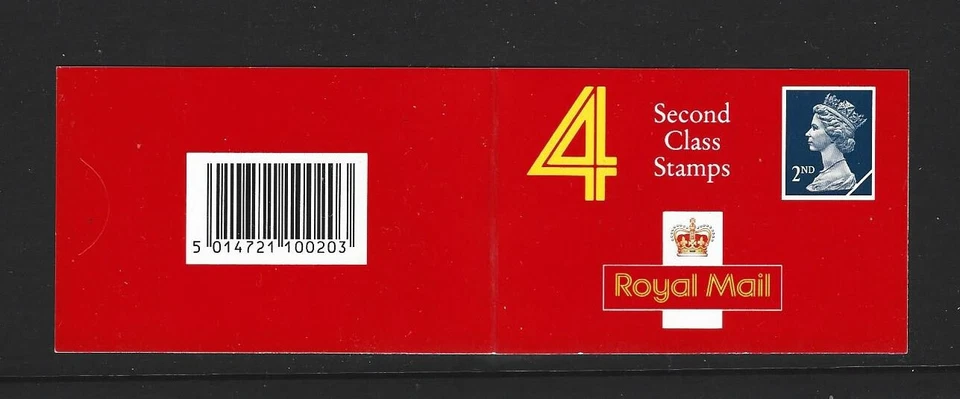 5 014721 100203
4
Second
Class
Stamps
2ND
Royal Mail